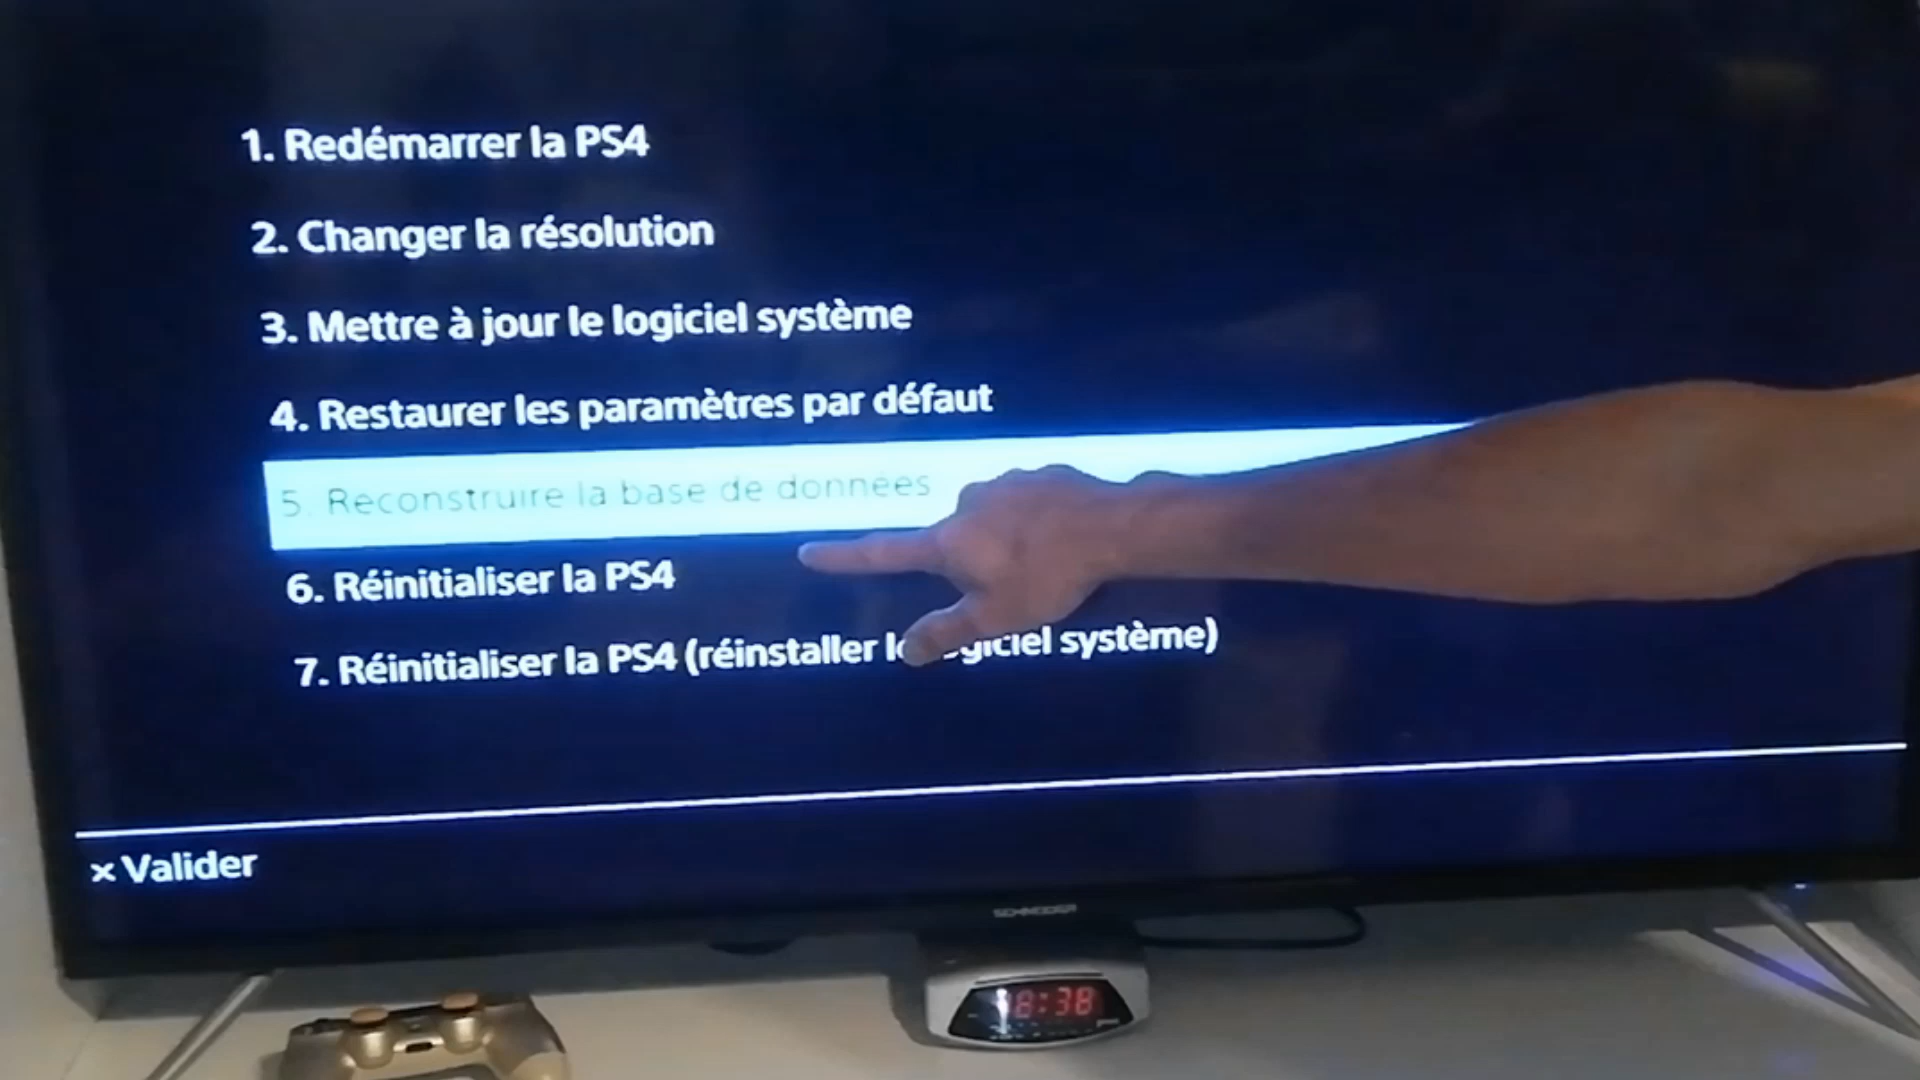 1. Redémarrer la PS4
2. Changer la résolution
3. Mettre à jour le logiciel système
4. Restaurer les paramètres par défaut
5. Reconstruire la base de données
6. Réinitialiser la PS4
7. Réinitialiser la PS4 (réinstaller système)
× Valider
8:38